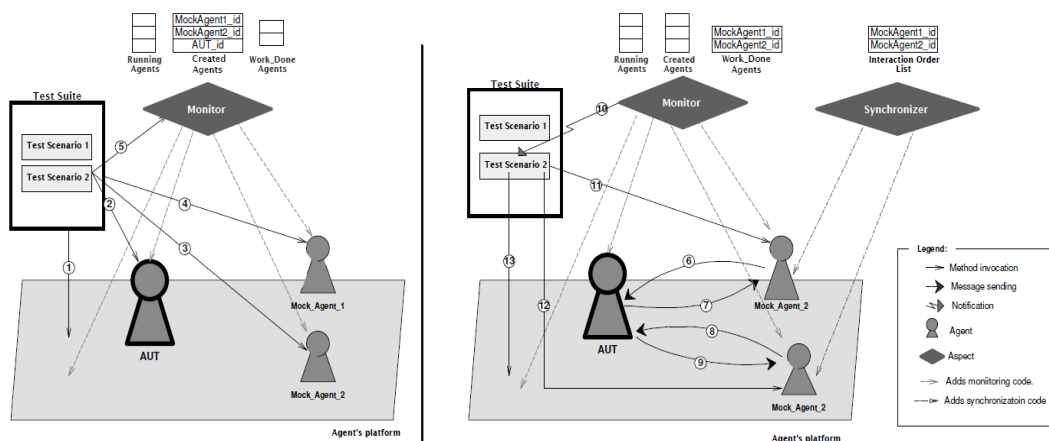 MockAgent1_id
MockAgent2_id
AUT_id
Running
Agents
Created
Agents
Work_Done
Agents
Test Suite
Monitor
Test Scenario 1
Test Scenario 2
5
2
4
3
1
Mock_Agent_1
AUT
Mock_Agent_2
Agent's platform
MockAgent1_id
MockAgent2_id
MockAgent1_id
MockAgent2_id
Running
Agents
Created
Agents
Work_Done
Agents
Interaction Order
List
Test Suite
Monitor
Synchronizer
10
Test Scenario 1
Test Scenario 2
11
13
6
12
7
Mock_Agent_2
8
9
AUT
Mock_Agent_2
Agent's platform
Legend:
Method invocation
Message sending
Notification
Agent
Aspect
Adds moniitoring code.
Adds synchronizatoin code